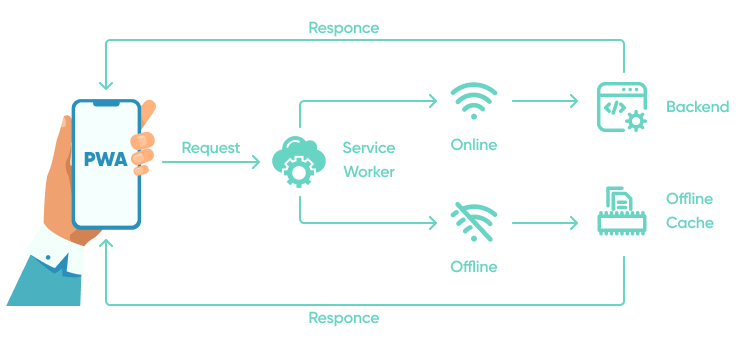 Responce
PWA
Request
Service
Worker
Online
Backend
Offline
Offline
Cache
Responce